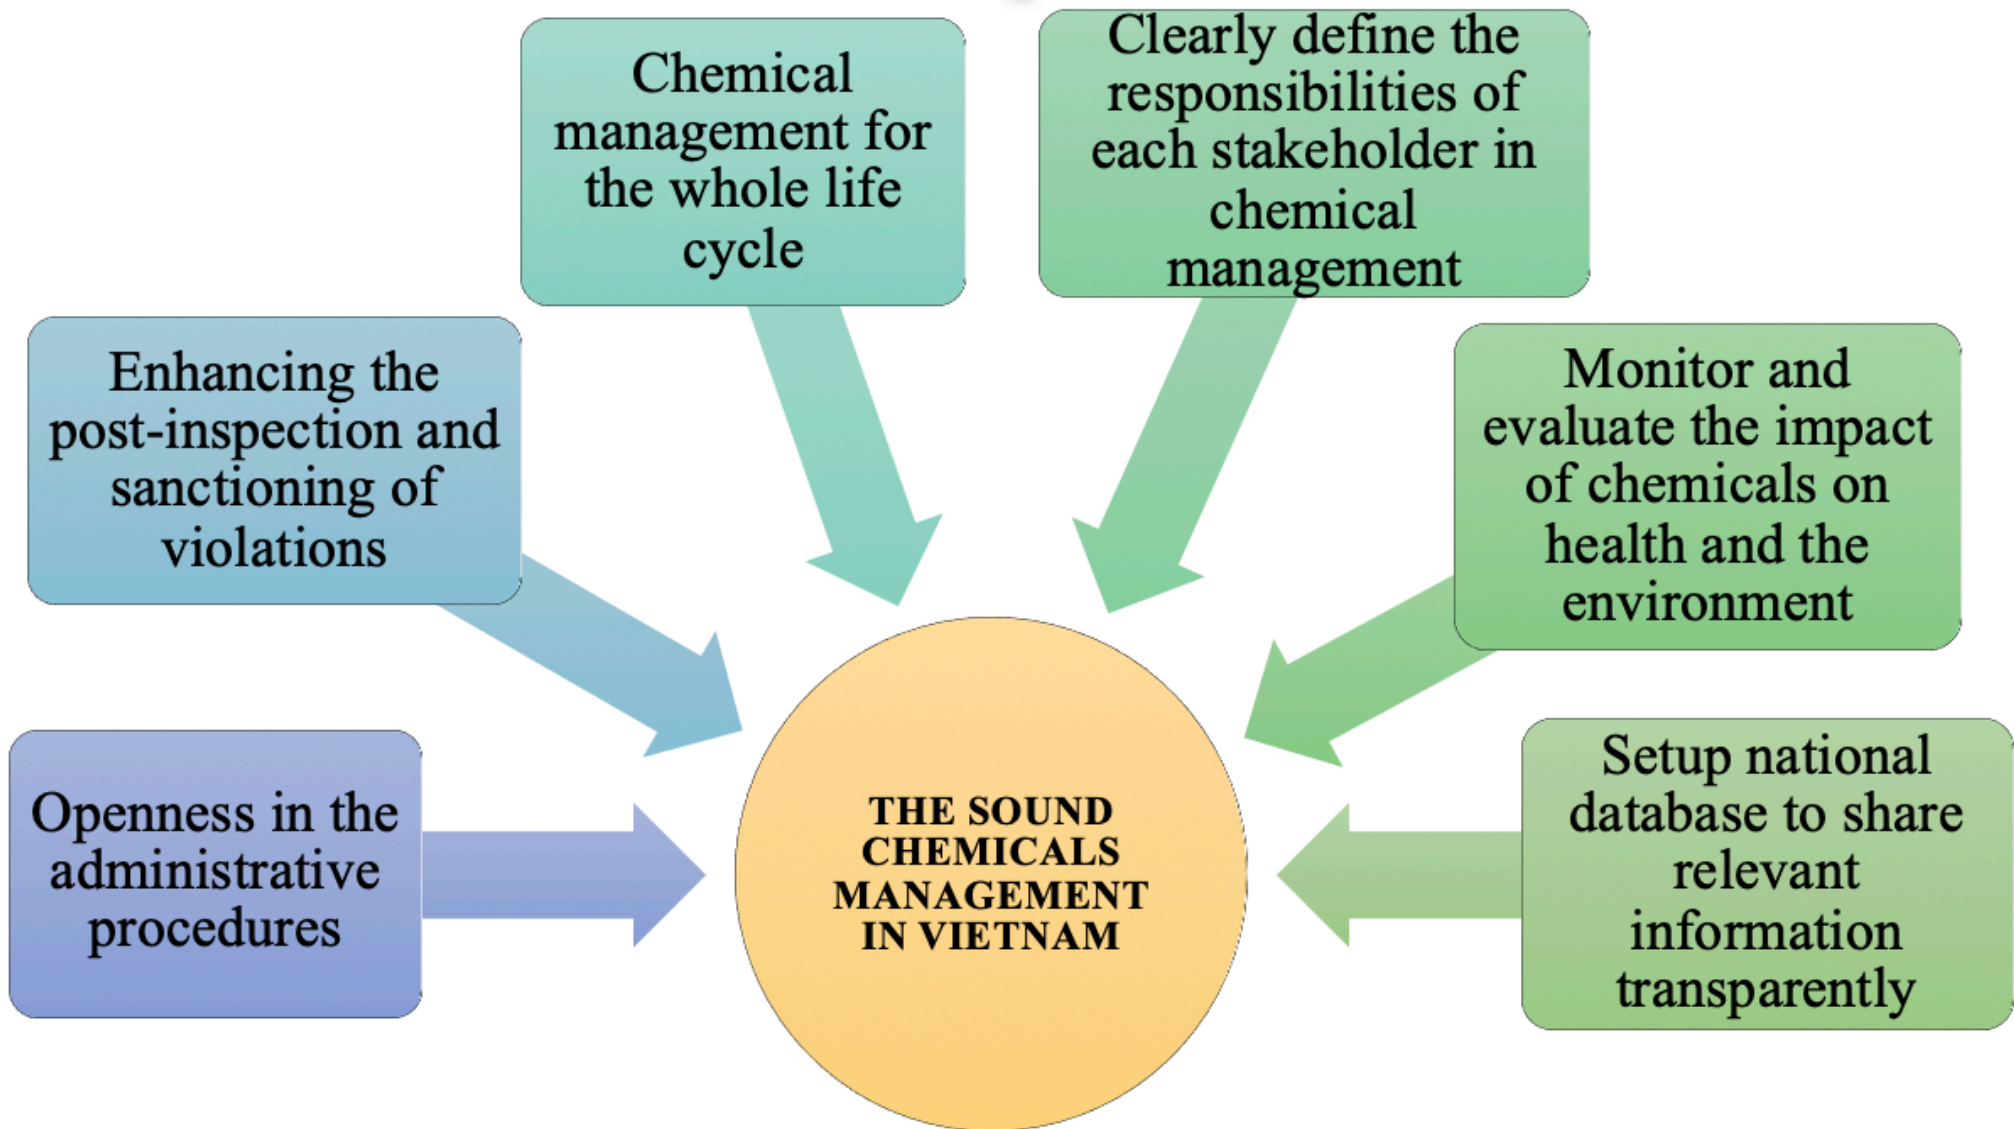 Chemical
management for
the whole life
cycle
Clearly define the
responsibilities of
each stakeholder in
chemical
management
Enhancing the
post-inspection and
sanctioning of
violations
Monitor and
evaluate the impact
of chemicals on
health and the
environment
Openness in the
administrative
procedures
THE SOUND
CHEMICALS
MANAGEMENT
IN VIETNAM
Setup national
database to share
relevant
information
transparently